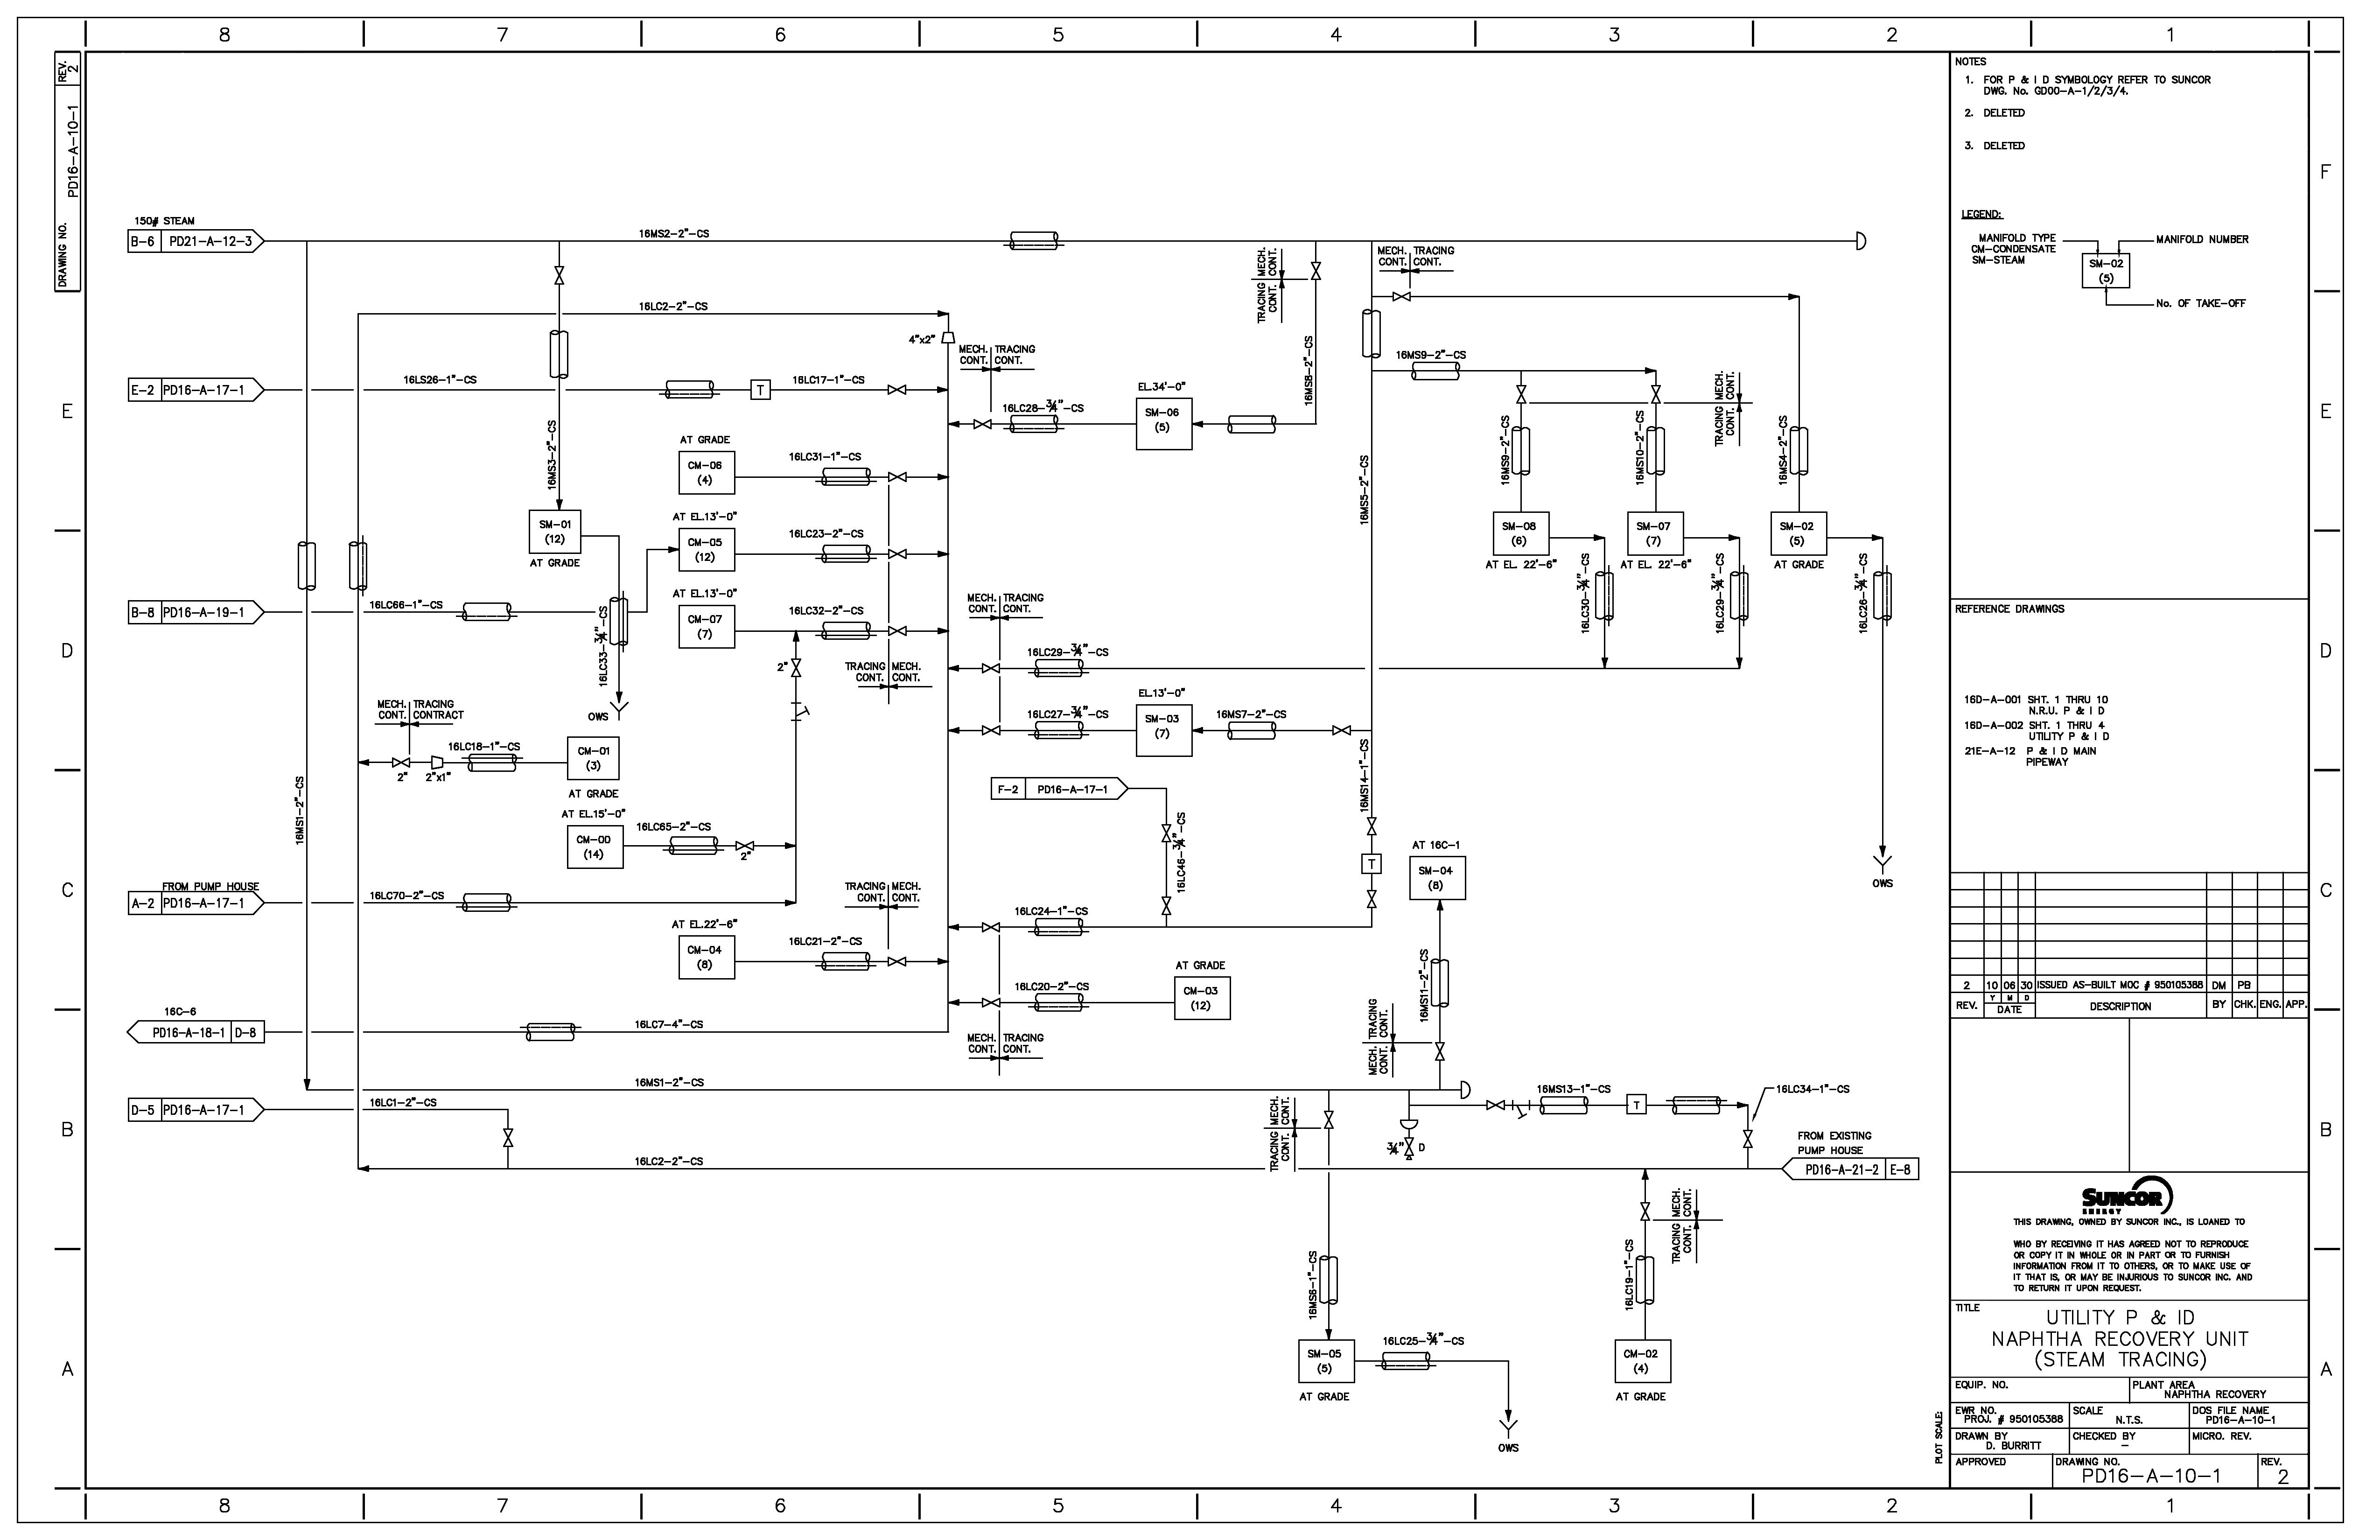 8 7 6 5 4 3 2 1
DRAWING NO. PD16-A-10-1 REV. 2
F
E
D
C
B
A
F
E
D
C
B
A
150# STEAM
B-6 PD21-A-12-3
16MS2-2"-CS
16LC2-2"-CS
4"x2"
MECH. CONT.
TRACING CONT.
MECH. TRACING
CONT. CONT.
E-2 PD16-A-17-1
16LS26-1"-CS
T
16LC17-1"-CS
MECH. TRACING
CONT. CONT.
16MS3-2"-CS
16LC28-3/4"-CS
EL.34'-0"
SM-06
(5)
16MS8-2"-CS
16MS9-2"-CS
MECH. CONT.
TRACING CONT.
16MS9-2"-CS
16MS10-2"-CS
16MS4-2"-CS
16MS5-2"-CS
AT GRADE
CM-06
(4)
16LC31-1"-CS
SM-01
(12)
AT GRADE
AT EL.13'-0"
CM-05
(12)
16LC23-2"-CS
SM-08
(6)
AT EL. 22'-6"
SM-07
(7)
AT EL. 22'-6"
SM-02
(5)
AT GRADE
16LC30-3/4"-CS
16LC29-3/4"-CS
16LC26-3/4"-CS
OWS
B-8 PD16-A-19-1
16LC66-1"-CS
16LC33-3/4"-CS
OWS
AT EL.13'-0"
CM-07
(7)
16LC32-2"-CS
2"
TRACING MECH.
CONT. CONT.
MECH. TRACING
CONT. CONT.
16LC29-3/4"-CS
16LC27-3/4"-CS
EL.13'-0"
SM-03
(7)
16MS7-2"-CS
MECH. TRACING
CONT. CONTRACT
2"
2"x1"
16LC18-1"-CS
CM-01
(3)
AT GRADE
16MS1-2"-CS
F-2 PD16-A-17-1
16LC46-3/4"-CS
16MS14-1"-CS
T
AT EL.15'-0"
CM-00
(14)
16LC65-2"-CS
2"
FROM PUMP HOUSE
A-2 PD16-A-17-1
16LC70-2"-CS
TRACING MECH.
CONT. CONT.
AT EL.22'-6"
CM-04
(8)
16LC21-2"-CS
16LC24-1"-CS
16LC20-2"-CS
AT GRADE
CM-03
(12)
MECH. TRACING
CONT. CONT.
AT 16C-1
SM-04
(8)
16MS11-2"-CS
TRACING CONT.
MECH. CONT.
16C-6
PD16-A-18-1 D-8
16LC7-4"-CS
16MS1-2"-CS
D-5 PD16-A-17-1
16LC1-2"-CS
16LC2-2"-CS
MECH. CONT.
TRACING CONT.
3/4"
D
16MS13-1"-CS
T
16LC34-1"-CS
FROM EXISTING
PUMP HOUSE
PD16-A-21-2 E-8
MECH. CONT.
TRACING CONT.
16MS6-1"-CS
16LC19-1"-CS
SM-05
(5)
AT GRADE
16LC25-3/4"-CS
OWS
CM-02
(4)
AT GRADE
NOTES
1. FOR P & I D SYMBOLOGY REFER TO SUNCOR
DWG. No. GD00-A-1/2/3/4.
2. DELETED
3. DELETED
LEGEND:
MANIFOLD TYPE
CM-CONDENSATE
SM-STEAM
SM-02
(5)
MANIFOLD NUMBER
No. OF TAKE-OFF
REFERENCE DRAWINGS
16D-A-001 SHT. 1 THRU 10
N.R.U. P & I D
16D-A-002 SHT. 1 THRU 4
UTILITY P & I D
21E-A-12 P & I D MAIN
PIPEWAY
2 10 06 30 ISSUED AS-BUILT MOC # 950105388 DM PB
REV. Y M D DATE DESCRIPTION BY CHK. ENG. APP.
SUNCOR
ENERGY
THIS DRAWING, OWNED BY SUNCOR INC., IS LOANED TO
WHO BY RECEIVING IT HAS AGREED NOT TO REPRODUCE
OR COPY IT IN WHOLE OR IN PART OR TO FURNISH
INFORMATION FROM IT TO OTHERS, OR TO MAKE USE OF
IT THAT IS, OR MAY BE INJURIOUS TO SUNCOR INC. AND
TO RETURN IT UPON REQUEST.
TITLE
UTILITY P & ID
NAPHTHA RECOVERY UNIT
(STEAM TRACING)
EQUIP. NO.
PLANT AREA
NAPHTHA RECOVERY
EWR NO.
PROJ. # 950105388
SCALE
N.T.S.
DOS FILE NAME
PD16-A-10-1
DRAWN BY
D. BURRITT
CHECKED BY
-
MICRO. REV.
APPROVED
DRAWING NO.
PD16-A-10-1
REV.
2
PLOT SCALE:
8 7 6 5 4 3 2 1